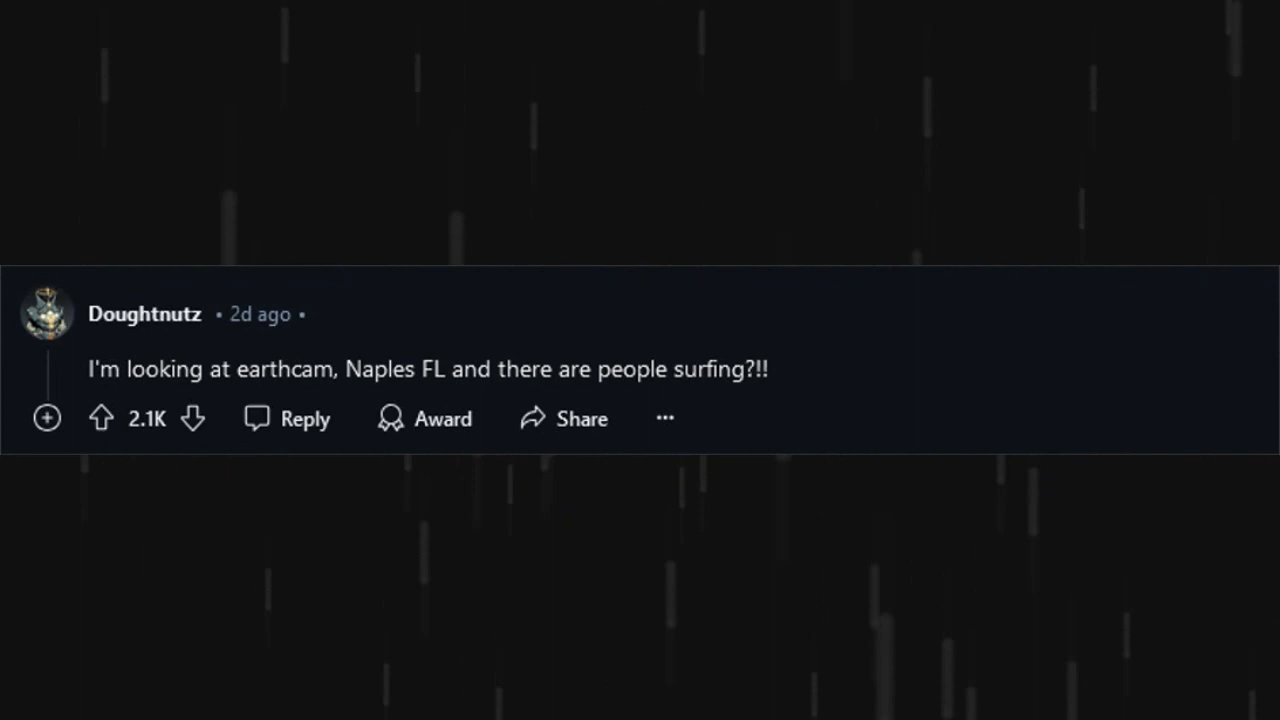 Doughtnutz • 2d ago •
I'm looking at earthcam, Naples FL and there are people surfing?!!
2.1K Reply Award Share ...